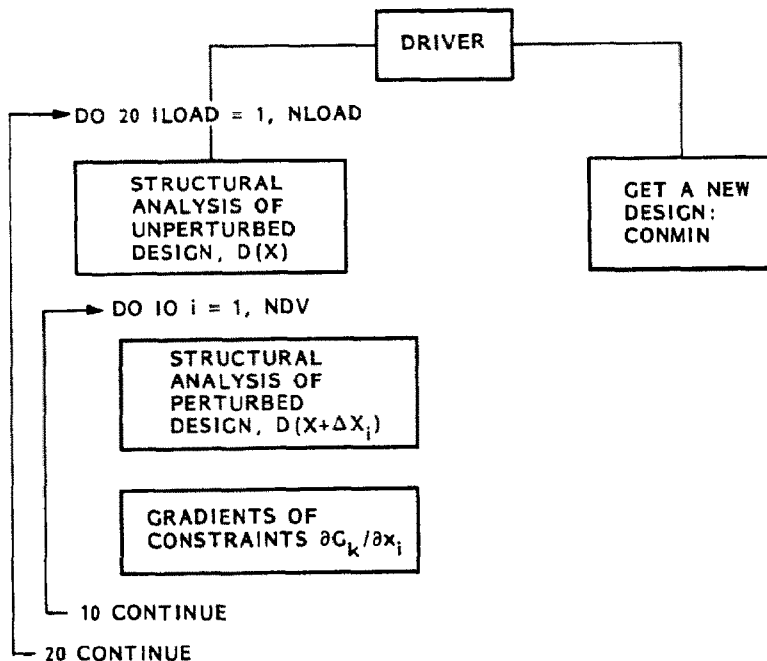 DRIVER
DO 20 ILOAD = 1, NLOAD
STRUCTURAL
ANALYSIS OF
UNPERTURBED
DESIGN, D(X)
GET A NEW
DESIGN:
CONMIN
DO IO i = 1, NDV
STRUCTURAL
ANALYSIS OF
PERTURBED
DESIGN, D(X+ΔX_i)
GRADIENTS OF
CONSTRAINTS ∂G_k/∂x_i
10 CONTINUE
20 CONTINUE